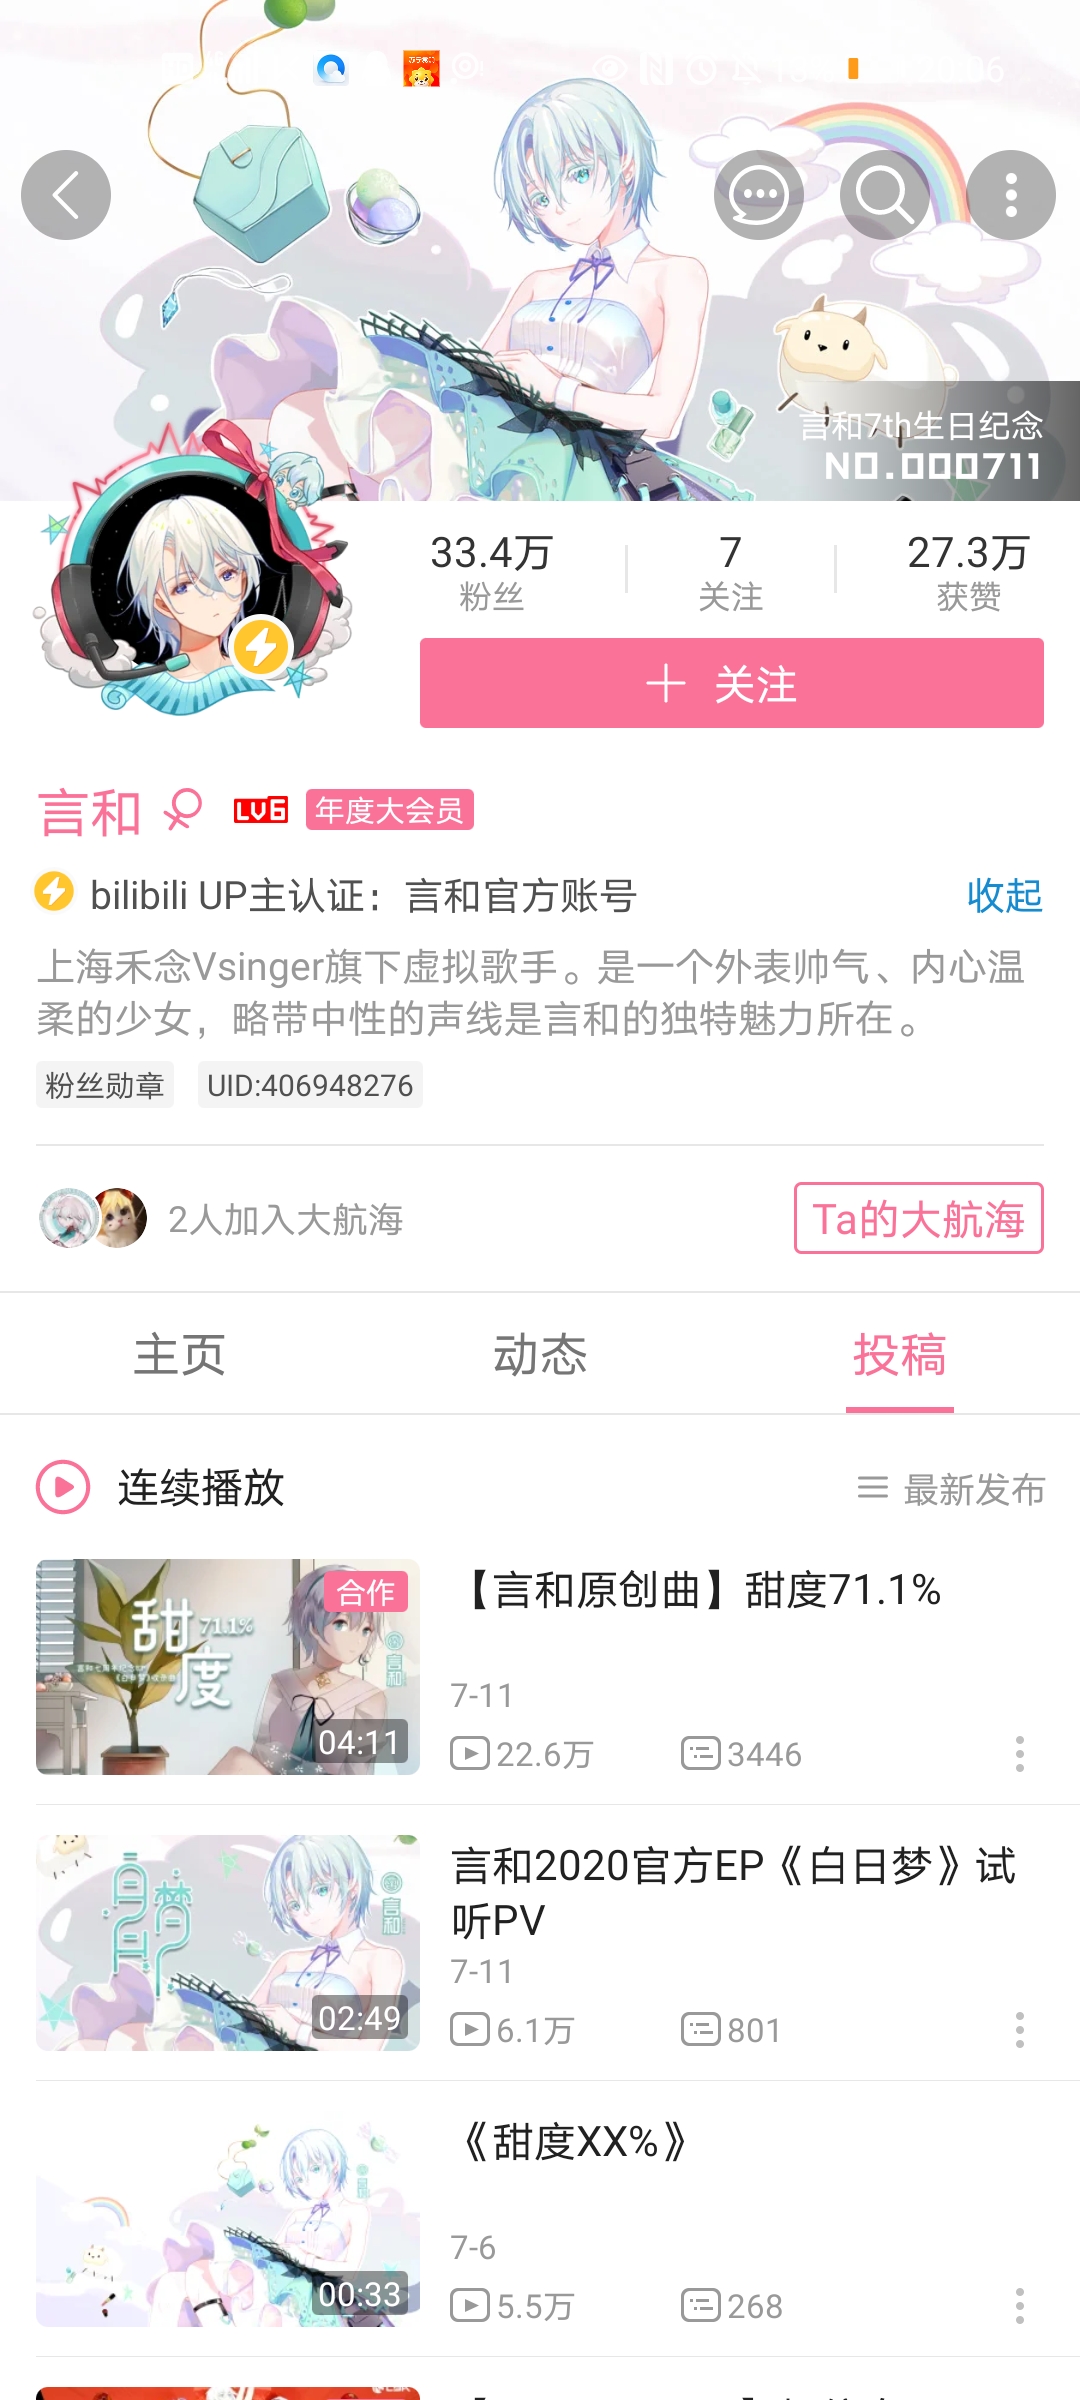 言和7th生日纪念
NO.000711
33.4万
粉丝
7
关注
27.3万
获赞
关注
言和
LV6
年度大会员
bilibili UP主认证：言和官方账号
收起
上海禾念Vsinger旗下虚拟歌手。是一个外表帅气、内心温
柔的少女，略带中性的声线是言和的独特魅力所在。
粉丝勋章
UID:406948276
2人加入大航海
Ta的大航海
主页
动态
投稿
连续播放
最新发布
合作
甜度
71.1%
言和
04:11
【言和原创曲】甜度71.1%
7-11
22.6万
3446
白日梦
言和
02:49
言和2020官方EP《白日梦》试
听PV
7-11
6.1万
801
00:33
《甜度XX%》
7-6
5.5万
268